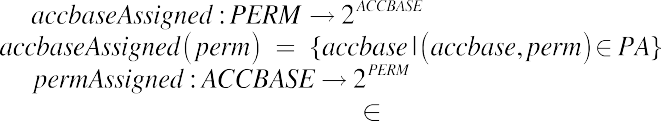 accbaseAssigned : PERM → 2^ACCBASE
accbaseAssigned(perm) = {accbase | (accbase, perm) ∈ PA}
permAssigned : ACCBASE → 2^PERM
∈